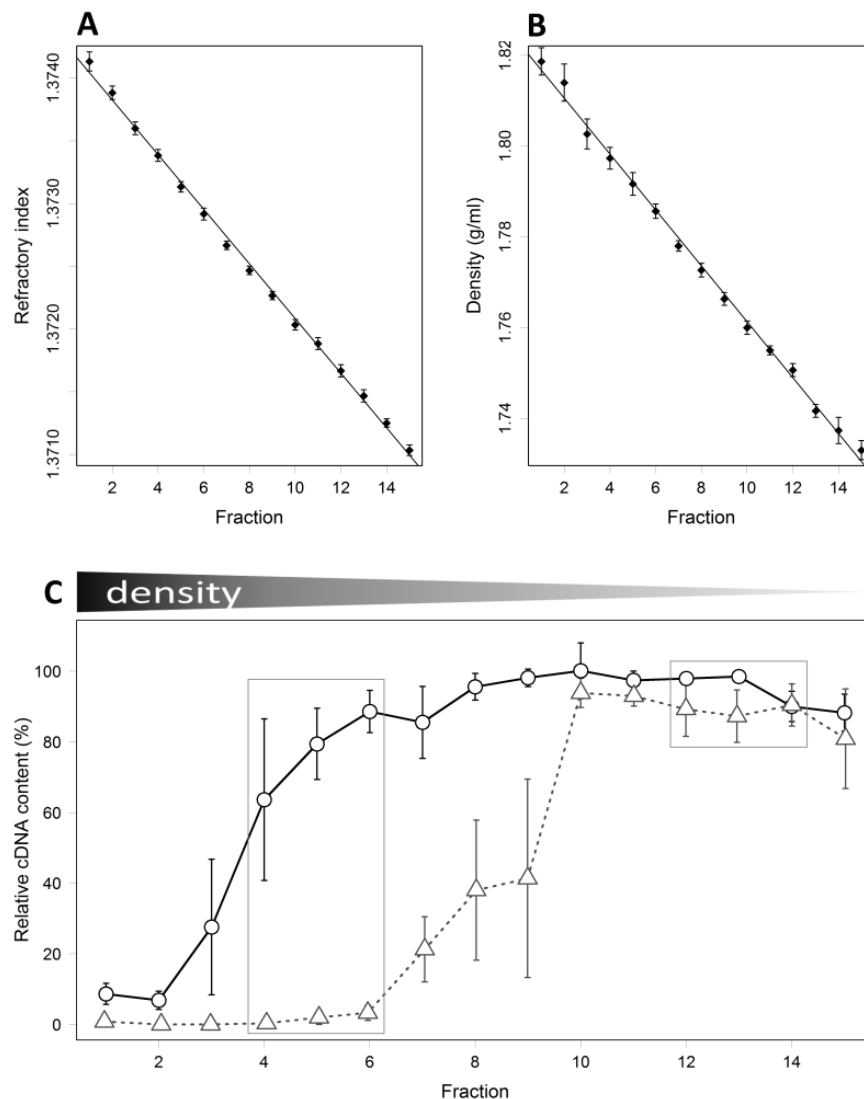 A
1.3740
1.3730
1.3720
1.3710
Refractory index
2 4 6 8 10 12 14
Fraction
B
1.82
1.80
1.78
1.76
1.74
Density (g/ml)
2 4 6 8 10 12 14
Fraction
C
density
100
80
60
40
20
0
Relative cDNA content (%)
2 4 6 8 10 12 14
Fraction